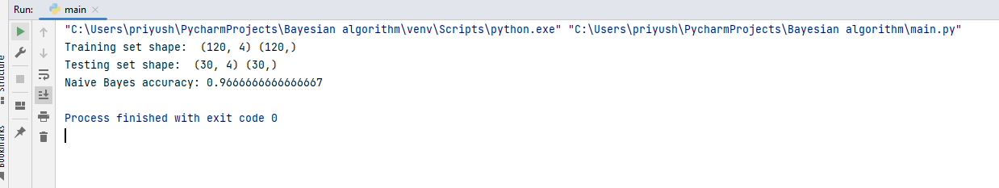 Run: main
"C:\Users\priyush\PycharmProjects\Bayesian algorithm\venv\Scripts\python.exe" "C:\Users\priyush\PycharmProjects\Bayesian algorithm\main.py"
Training set shape:  (120, 4) (120,)
Testing set shape:  (30, 4) (30,)
Naive Bayes accuracy: 0.9666666666666667
Process finished with exit code 0
Structure
Bookmarks